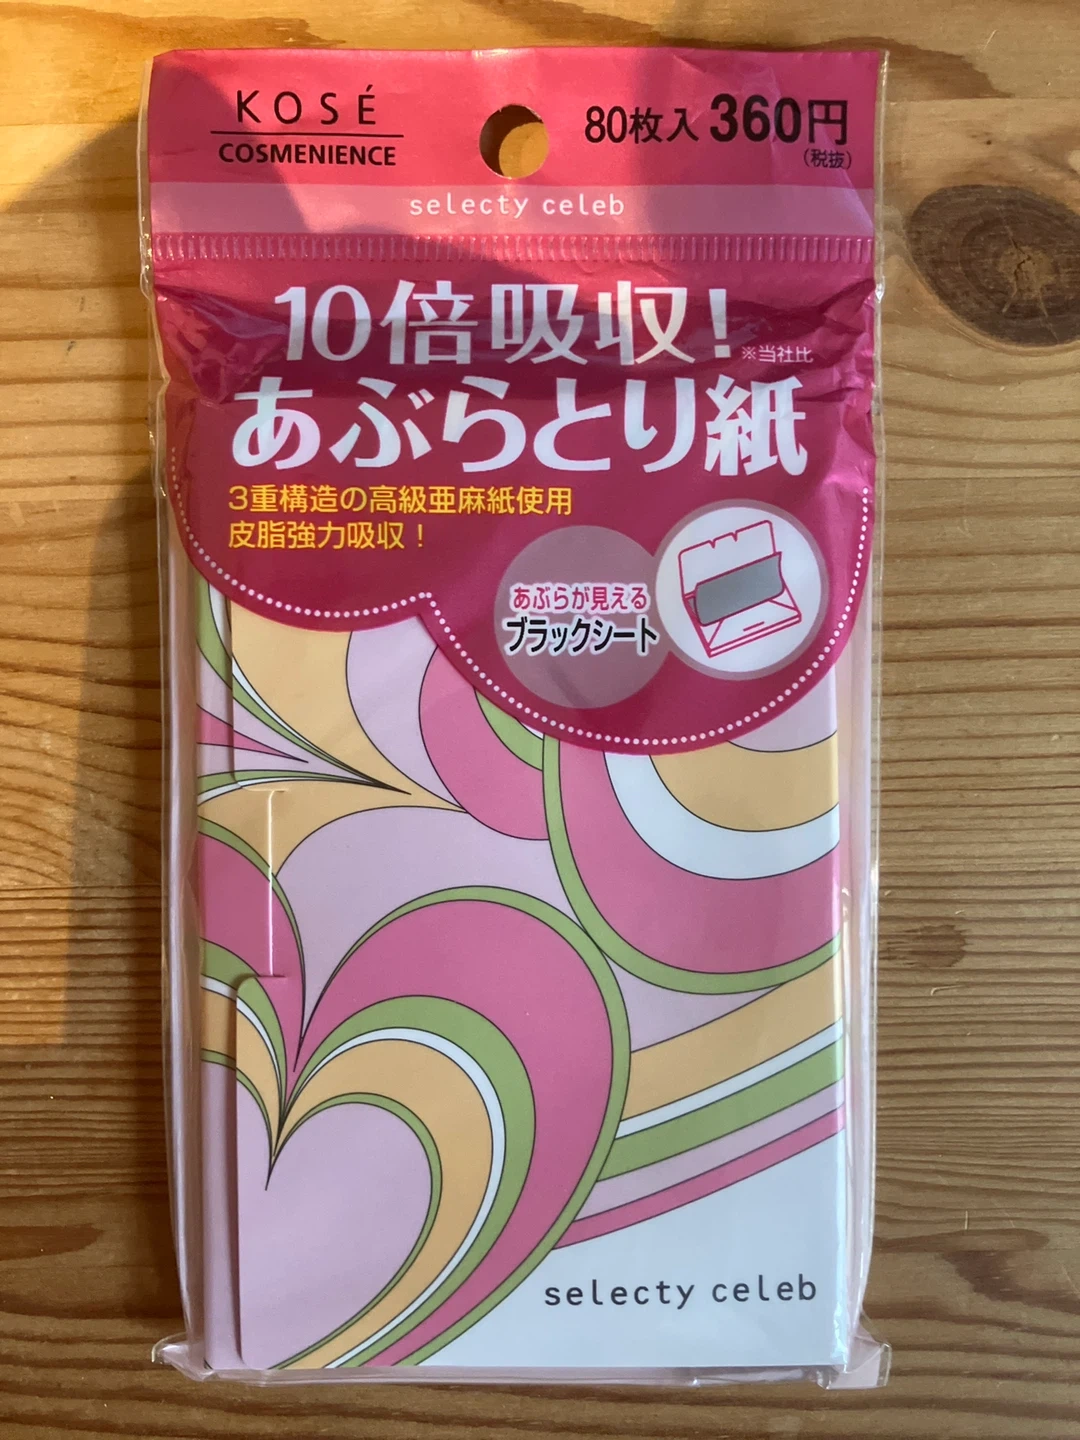 KOSÉ
COSMENIENCE
80枚入 360円
(税抜)
selecty celeb
10倍吸収!
※当社比
あぶらとり紙
3重構造の高級亜麻紙使用
皮脂強力吸収!
あぶらが見える
ブラックシート
selecty celeb